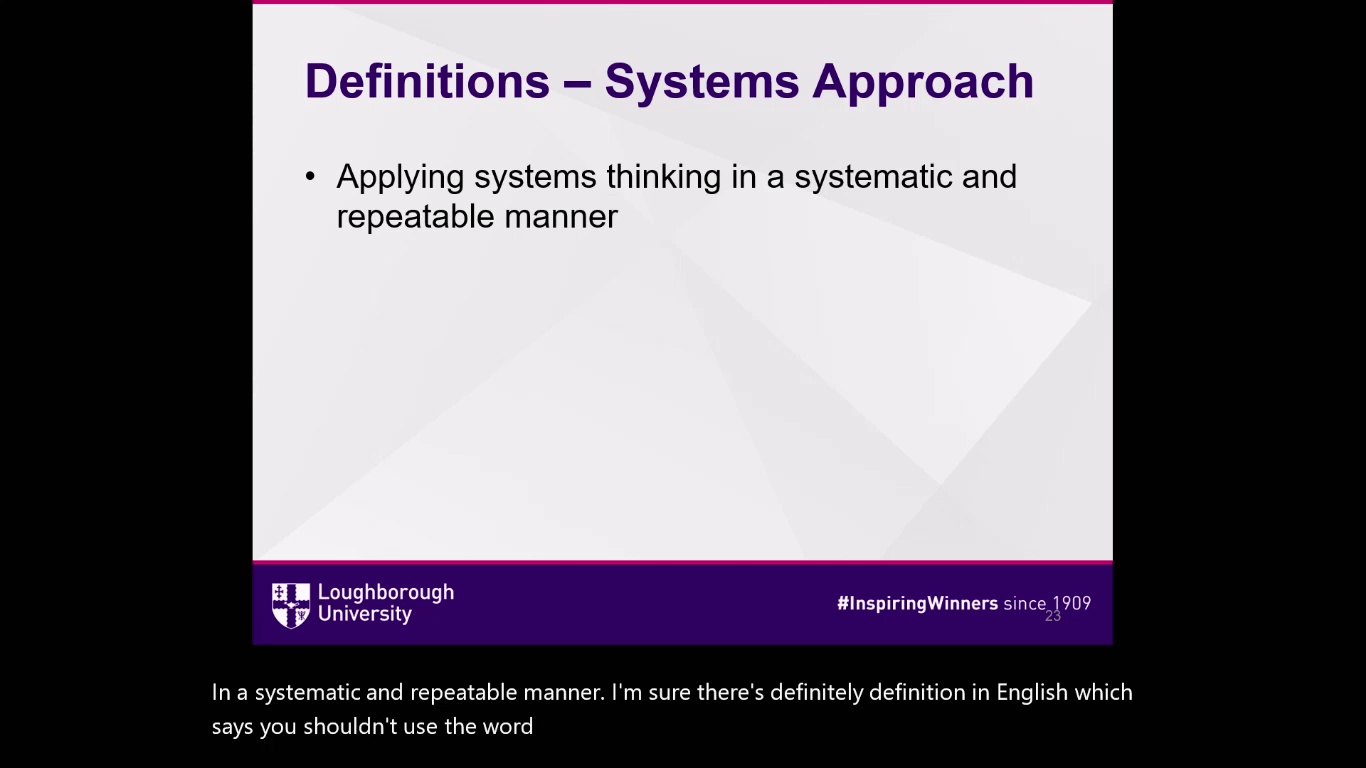 Definitions – Systems Approach
• Applying systems thinking in a systematic and
repeatable manner
Loughborough
University
#InspiringWinners since 1909
23
In a systematic and repeatable manner. I'm sure there's definitely definition in English which
says you shouldn't use the word